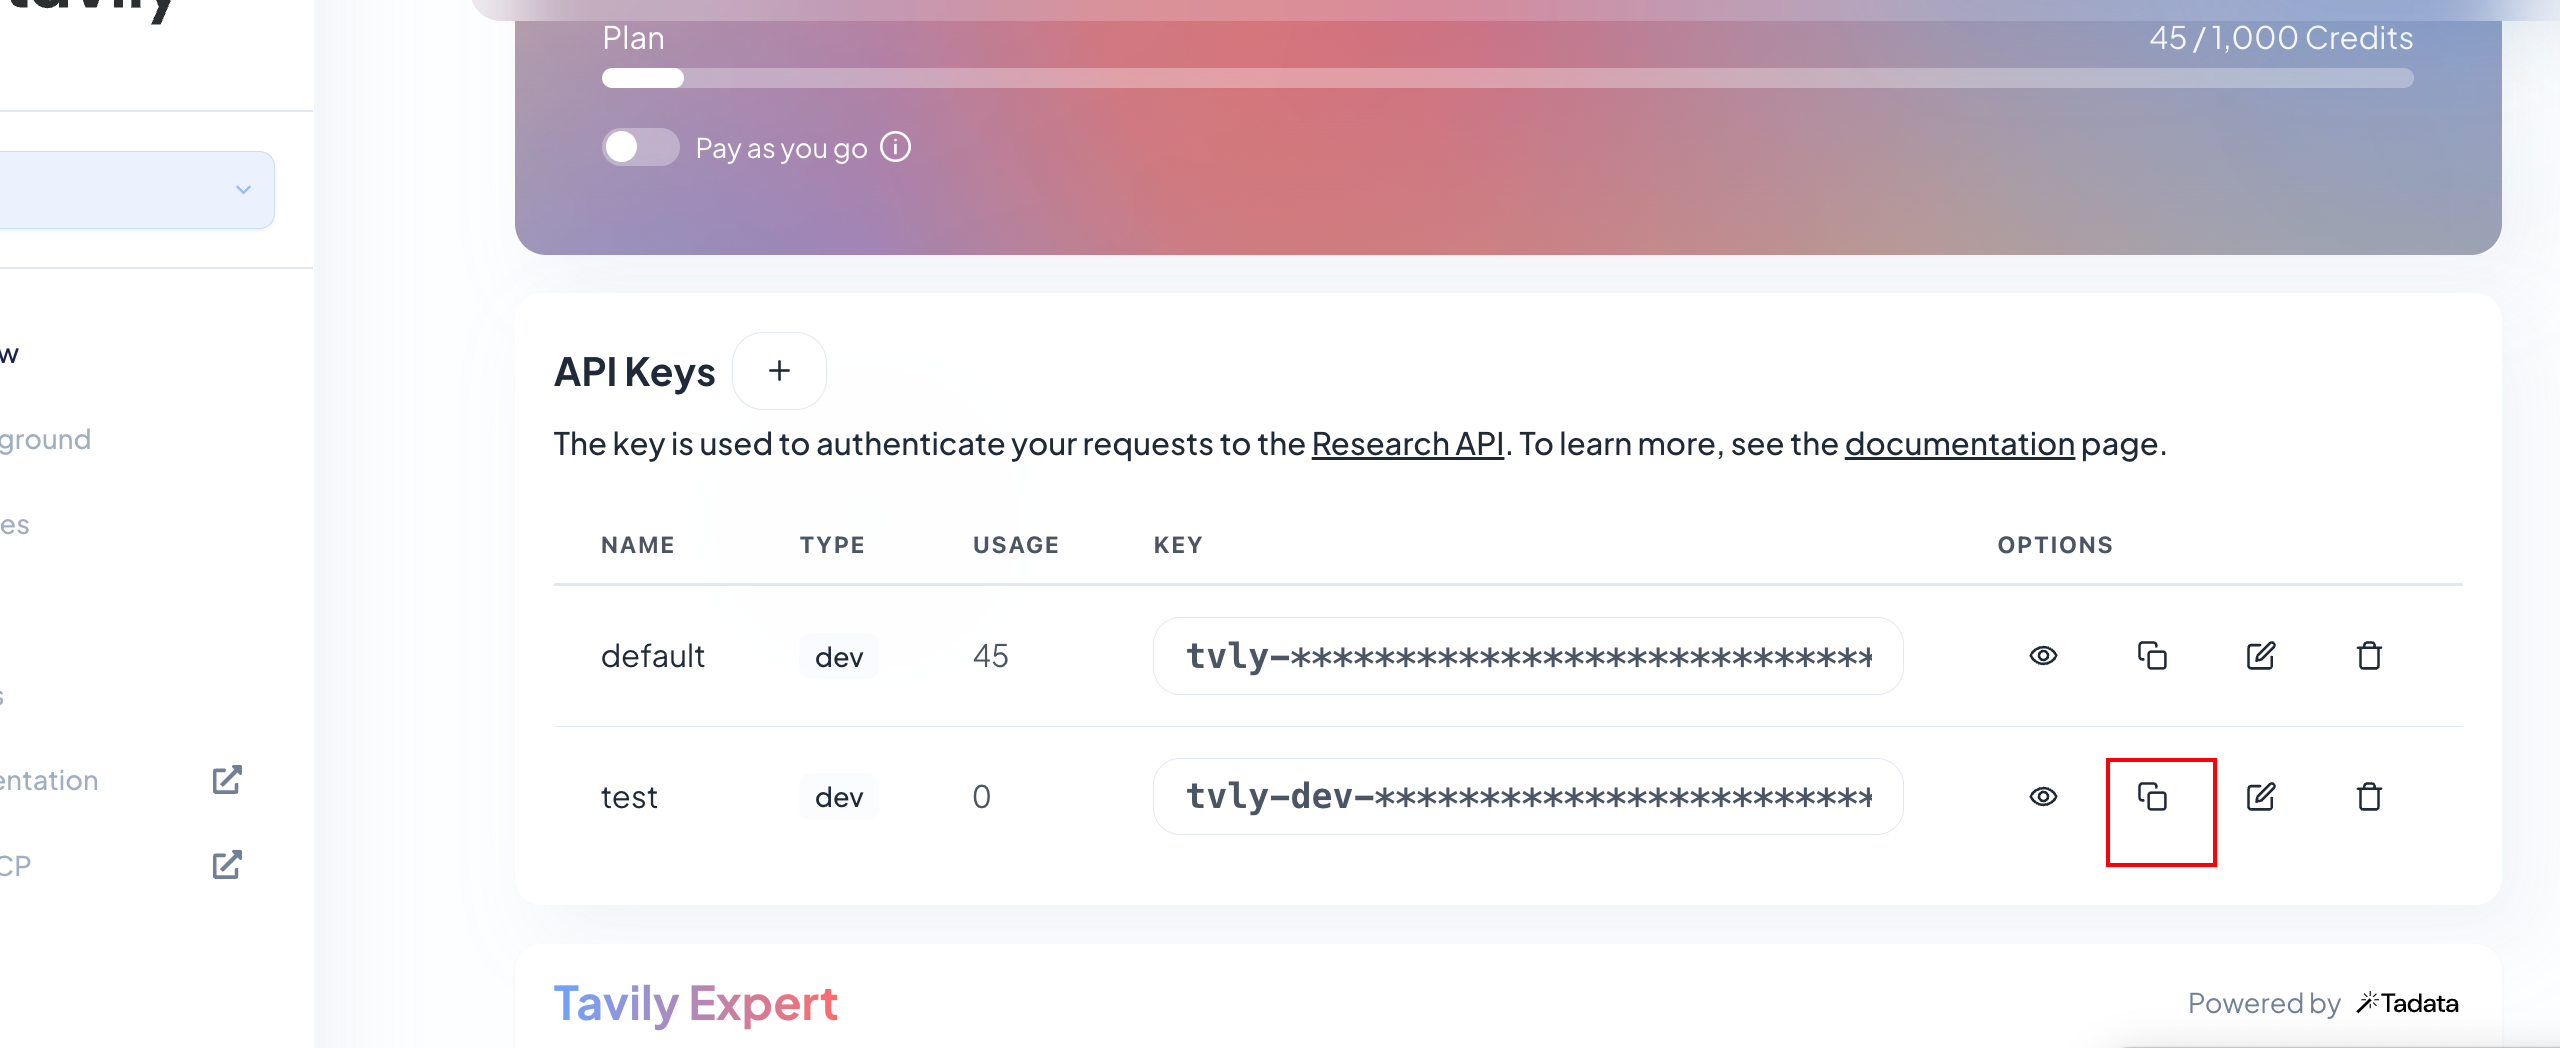 tavily
Plan
45 / 1,000 Credits
Pay as you go
API Keys
The key is used to authenticate your requests to the Research API. To learn more, see the documentation page.
NAME TYPE USAGE KEY OPTIONS
default dev 45 tvly-****************************
test dev 0 tvly-dev-************************
w
ground
es
s
entation
CP
Tavily Expert
Powered by Tadata